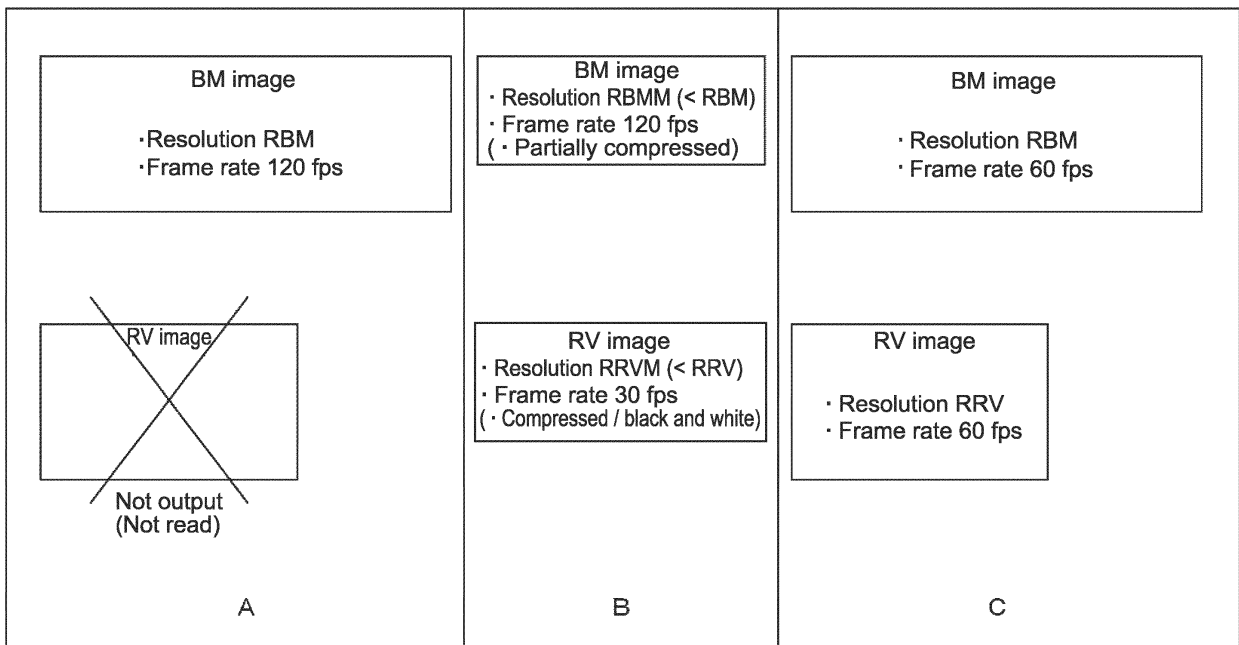 BM image
·Resolution RBM
·Frame rate 120 fps
RV image
Not output
(Not read)
A
BM image
· Resolution RBMM (< RBM)
· Frame rate 120 fps
( · Partially compressed)
RV image
· Resolution RRVM (< RRV)
· Frame rate 30 fps
( · Compressed / black and white)
B
BM image
· Resolution RBM
· Frame rate 60 fps
RV image
· Resolution RRV
· Frame rate 60 fps
C